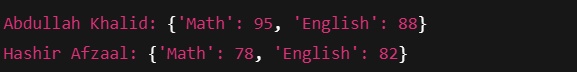 Abdullah Khalid: {'Math': 95, 'English': 88}
Hashir Afzaal: {'Math': 78, 'English': 82}